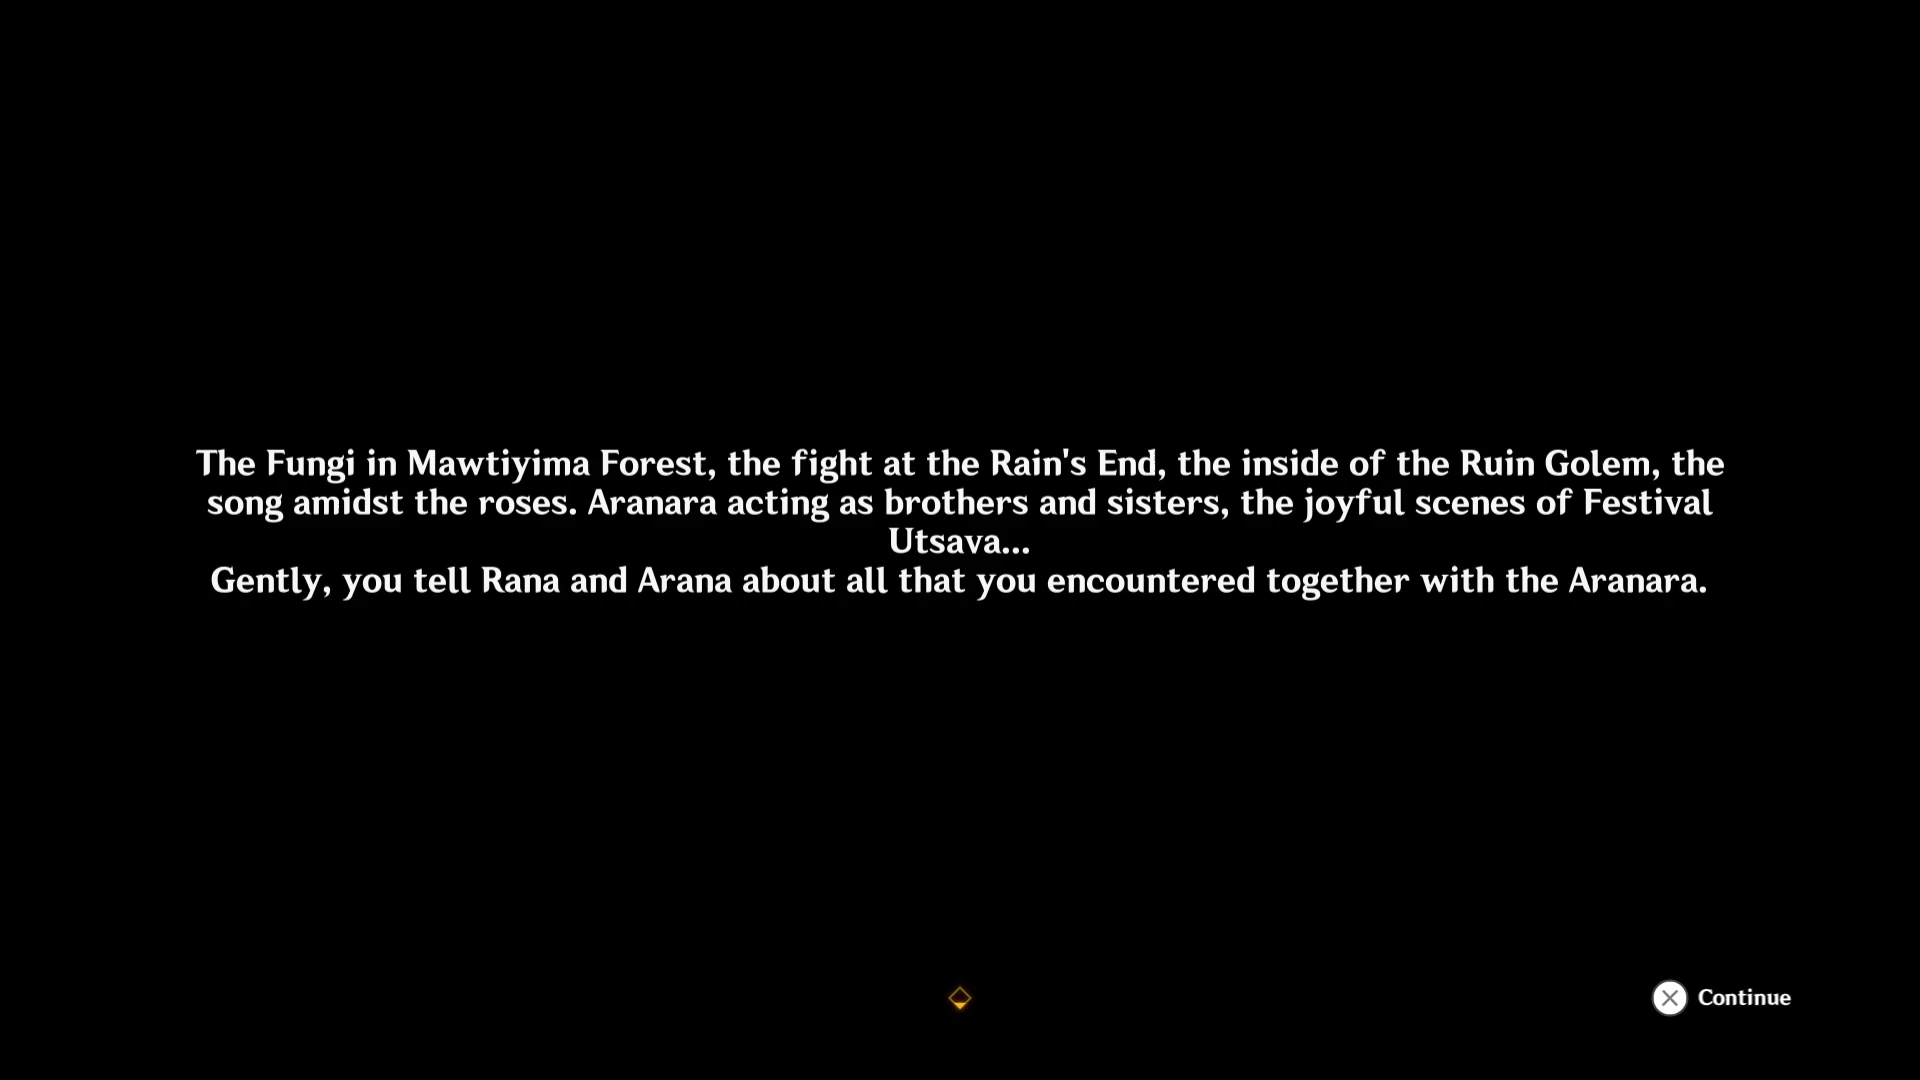 The Fungi in Mawtiyima Forest, the fight at the Rain's End, the inside of the Ruin Golem, the
song amidst the roses. Aranara acting as brothers and sisters, the joyful scenes of Festival
Utsava...
Gently, you tell Rana and Arana about all that you encountered together with the Aranara.
Continue